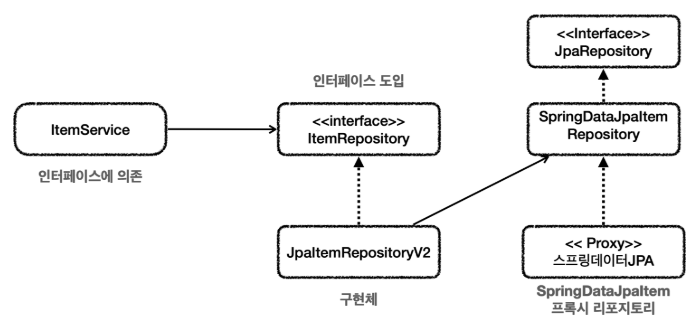 <<Interface>>
JpaRepository
인터페이스 도입
ItemService
<<interface>>
ItemRepository
SpringDataJpaItem
Repository
인터페이스에 의존
JpaItemRepositoryV2
<< Proxy>>
스프링데이터JPA
구현체
SpringDataJpaItem
프록시 리포지토리